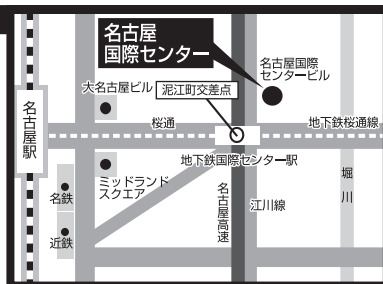 名古屋
国際センター
名古屋国際
センタービル
大名古屋ビル
泥江町交差点
名古屋駅
桜通
地下鉄桜通線
地下鉄国際センター駅
ミッドランド
スクエア
名鉄
近鉄
名古屋高速
江川線
堀川